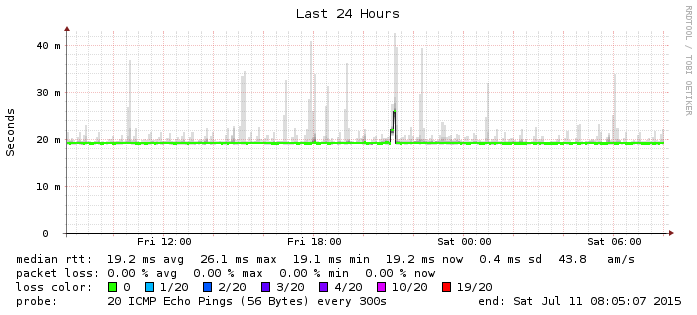 Last 24 Hours
RRDTOOL / TOBI OETIKER
Seconds
40 m
30 m
20 m
10 m
0
Fri 12:00 Fri 18:00 Sat 00:00 Sat 06:00
median rtt: 19.2 ms avg 26.1 ms max 19.1 ms min 19.2 ms now 0.4 ms sd 43.8 am/s
packet loss: 0.00 % avg 0.00 % max 0.00 % min 0.00 % now
loss color: 0 1/20 2/20 3/20 4/20 10/20 19/20
probe: 20 ICMP Echo Pings (56 Bytes) every 300s end: Sat Jul 11 08:05:07 2015